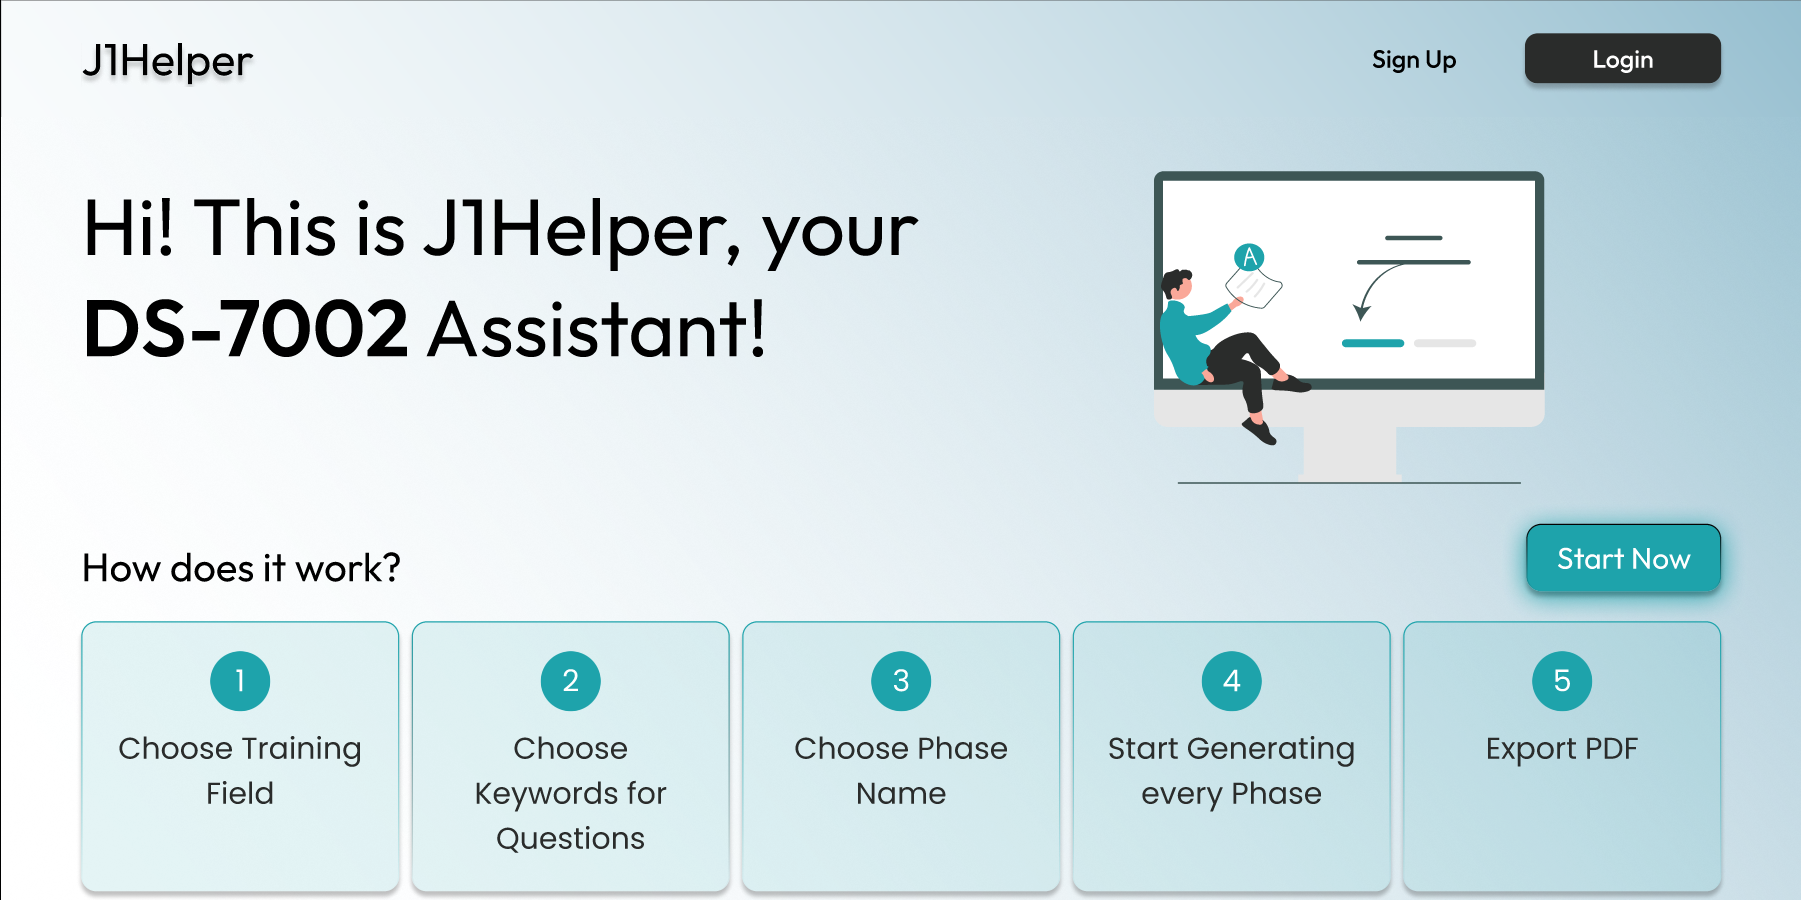 J1Helper
Sign Up
Login
Hi! This is J1Helper, your
DS-7002 Assistant!
A
How does it work?
Start Now
1
Choose Training
Field
2
Choose
Keywords for
Questions
3
Choose Phase
Name
4
Start Generating
every Phase
5
Export PDF